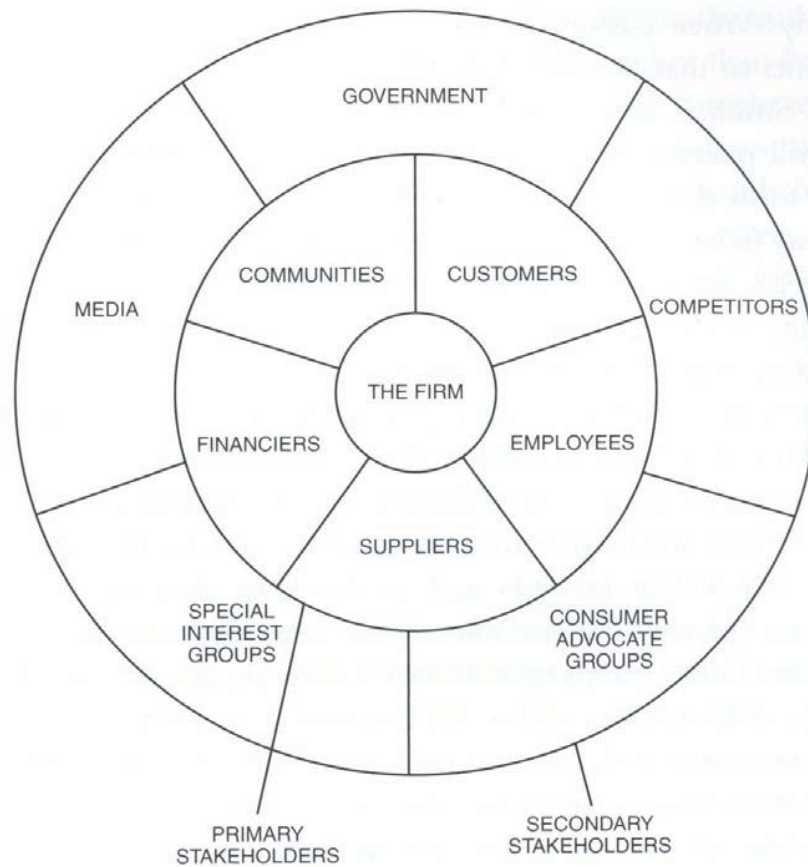 GOVERNMENT
COMMUNITIES
CUSTOMERS
MEDIA
COMPETITORS
THE FIRM
FINANCIERS
EMPLOYEES
SUPPLIERS
SPECIAL
INTEREST
GROUPS
CONSUMER
ADVOCATE
GROUPS
PRIMARY
STAKEHOLDERS
SECONDARY
STAKEHOLDERS